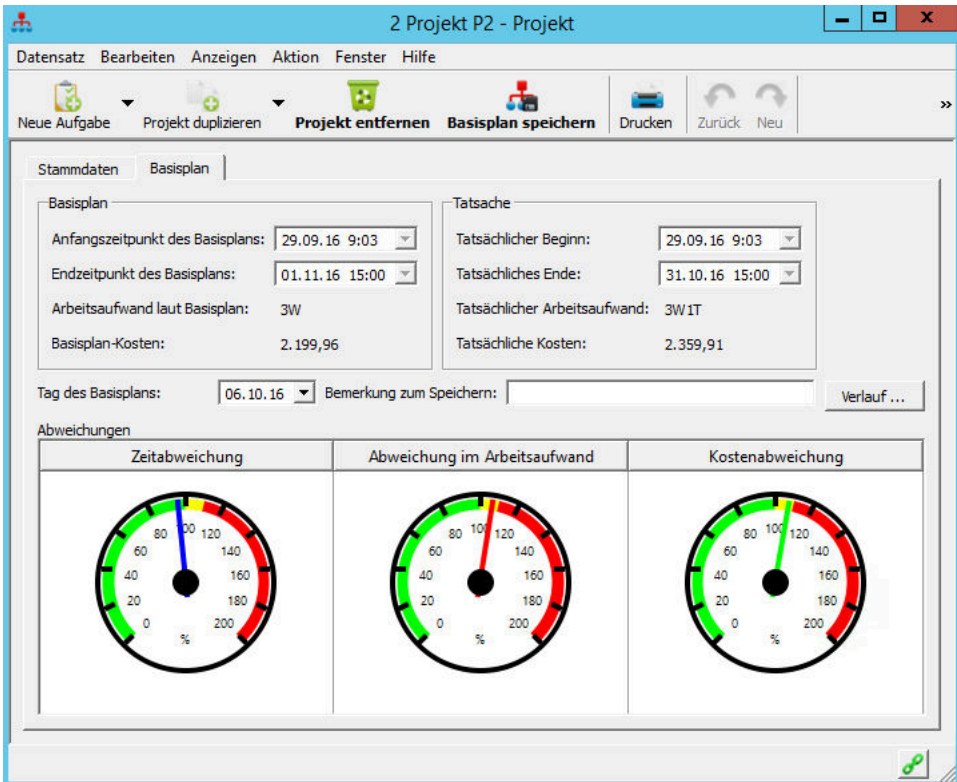 2 Projekt P2 - Projekt
Datensatz Bearbeiten Anzeigen Aktion Fenster Hilfe
Neue Aufgabe Projekt duplizieren Projekt entfernen Basisplan speichern Drucken Zurück Neu »
Stammdaten Basisplan
Basisplan Tatsache
Anfangszeitpunkt des Basisplans: 29.09.16 9:03 Tatsächlicher Beginn: 29.09.16 9:03
Endzeitpunkt des Basisplans: 01.11.16 15:00 Tatsächliches Ende: 31.10.16 15:00
Arbeitsaufwand laut Basisplan: 3W Tatsächlicher Arbeitsaufwand: 3W1T
Basisplan-Kosten: 2.199,96 Tatsächliche Kosten: 2.359,91
Tag des Basisplans: 06.10.16 Bemerkung zum Speichern: Verlauf ...
Abweichungen
Zeitabweichung Abweichung im Arbeitsaufwand Kostenabweichung
0 20 40 60 80 100 120 140 160 180 200 %
0 20 40 60 80 100 120 140 160 180 200 %
0 20 40 60 80 100 120 140 160 180 200 %